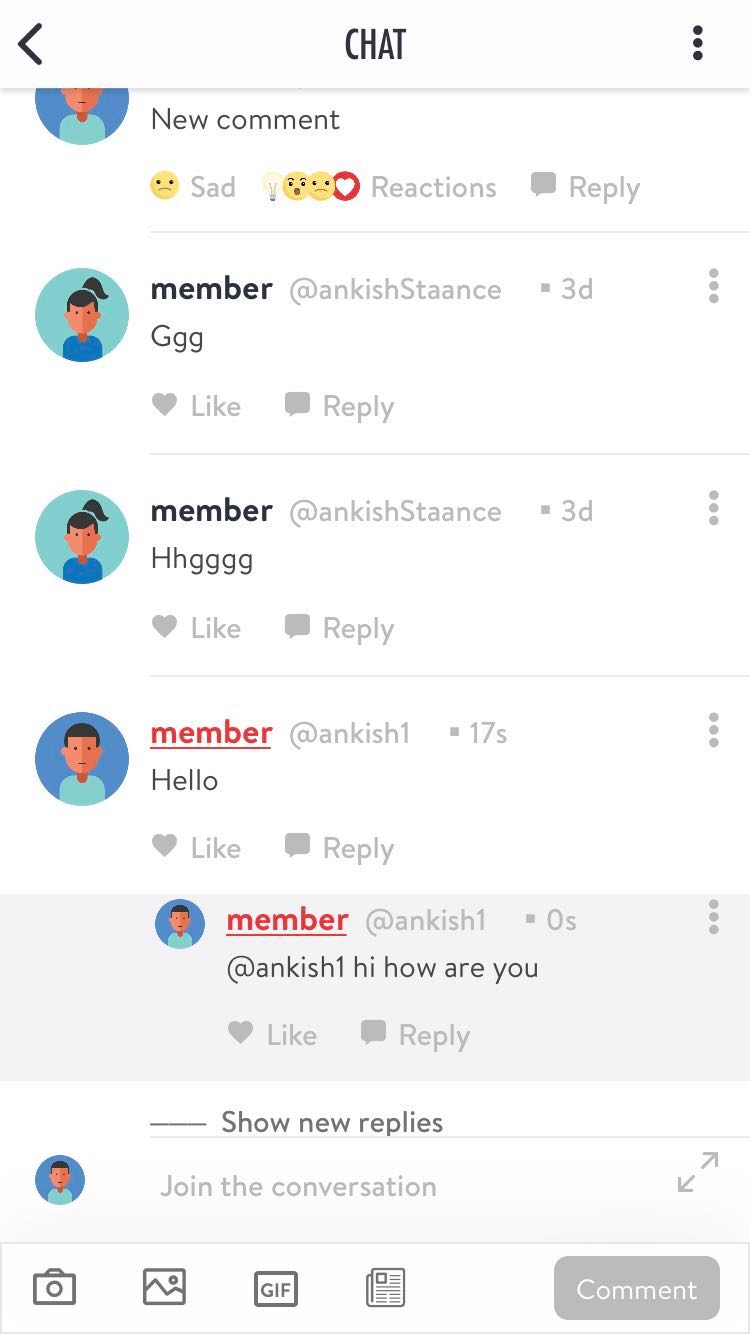 CHAT
New comment
Sad Reactions Reply
member @ankishStaance 3d
Ggg
Like Reply
member @ankishStaance 3d
Hhgggg
Like Reply
member @ankish1 17s
Hello
Like Reply
member @ankish1 0s
@ankish1 hi how are you
Like Reply
Show new replies
Join the conversation
GIF Comment